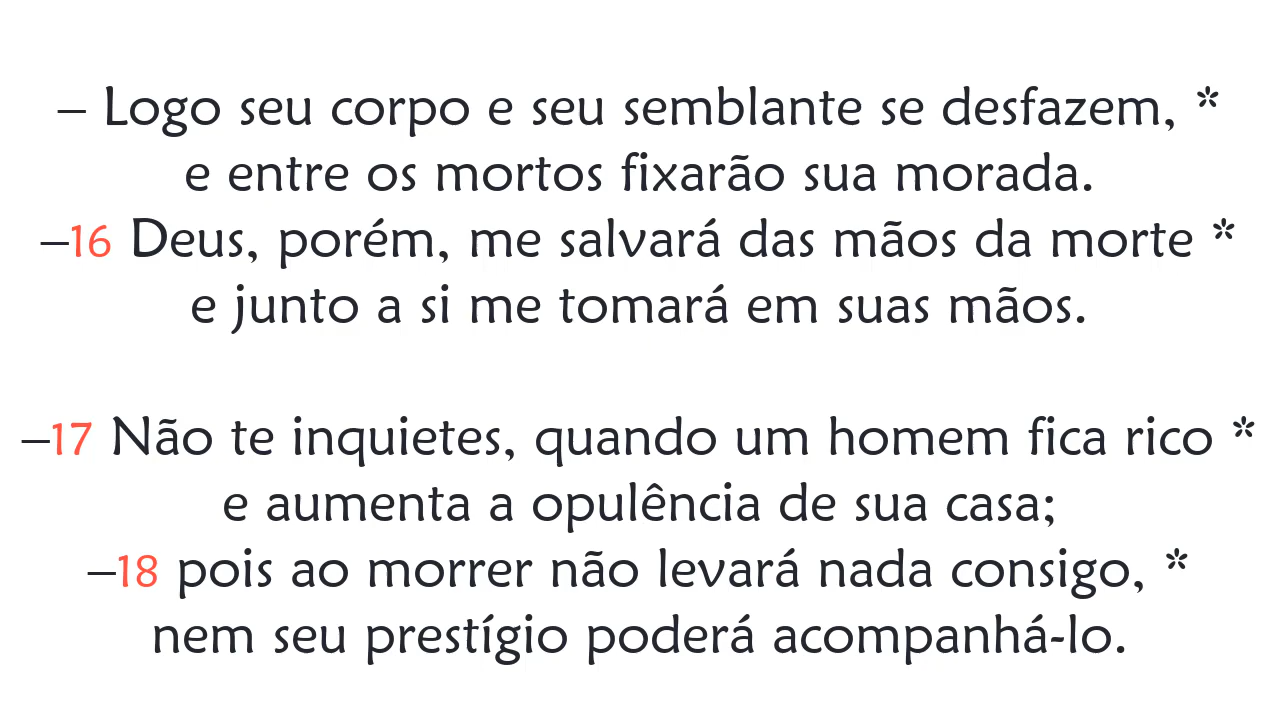 – Logo seu corpo e seu semblante se desfazem, *
e entre os mortos fixarão sua morada.
–16 Deus, porém, me salvará das mãos da morte *
e junto a si me tomará em suas mãos.
–17 Não te inquietes, quando um homem fica rico *
e aumenta a opulência de sua casa;
–18 pois ao morrer não levará nada consigo, *
nem seu prestígio poderá acompanhá-lo.